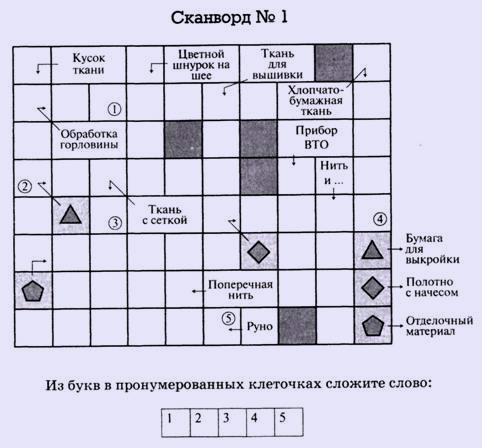 Сканворд № 1
Кусок
ткани
Цветной
шнурок на
шее
Ткань
для
вышивки
①
Хлопчато-
бумажная
ткань
Обработка
горловины
Прибор
ВТО
Нить
и ...
②
③
Ткань
с сеткой
④
Бумага
для
выкройки
Поперечная
нить
Полотно
с начесом
⑤
Руно
Отделочный
материал
Из букв в пронумерованных клеточках сложите слово:
1 2 3 4 5